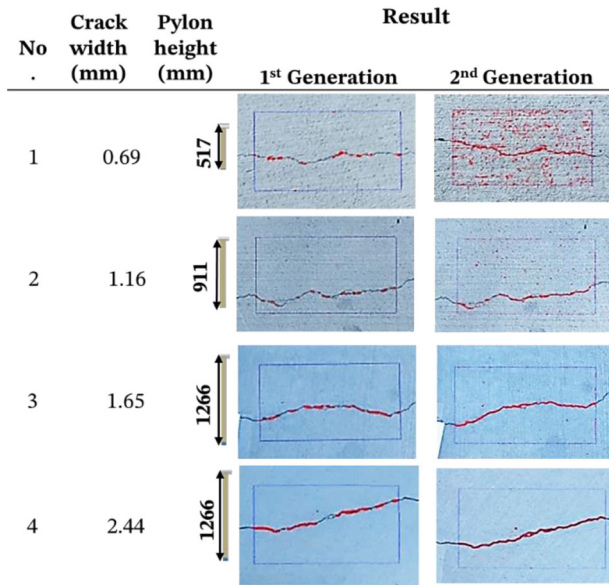 No
.
Crack
width
(mm)
Pylon
height
(mm)
Result
1st Generation
2nd Generation
1
0.69
517
2
1.16
911
3
1.65
1266
4
2.44
1266